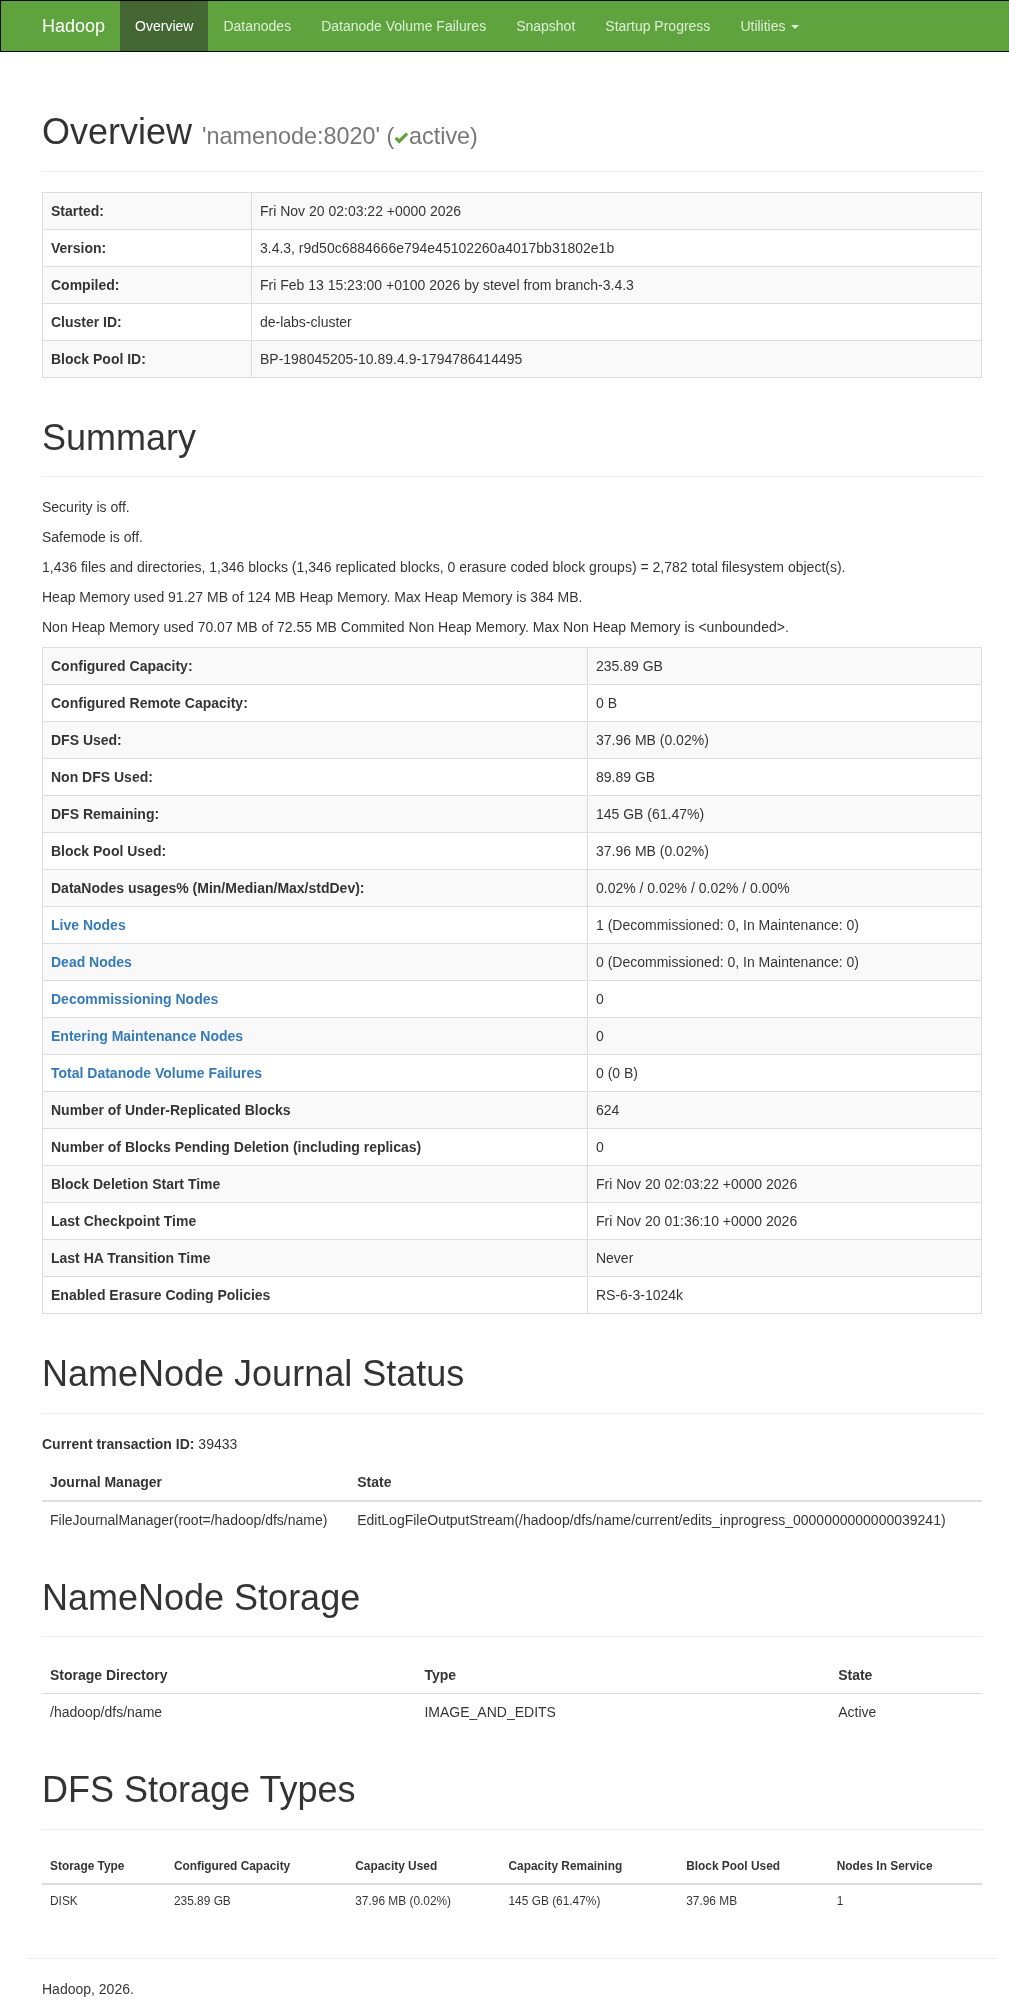 Hadoop Overview Datanodes Datanode Volume Failures Snapshot Startup Progress Utilities
Overview 'namenode:8020' (✔active)
Started: Fri Nov 20 02:03:22 +0000 2026
Version: 3.4.3, r9d50c6884666e794e45102260a4017bb31802e1b
Compiled: Fri Feb 13 15:23:00 +0100 2026 by stevel from branch-3.4.3
Cluster ID: de-labs-cluster
Block Pool ID: BP-198045205-10.89.4.9-1794786414495
Summary
Security is off.
Safemode is off.
1,436 files and directories, 1,346 blocks (1,346 replicated blocks, 0 erasure coded block groups) = 2,782 total filesystem object(s).
Heap Memory used 91.27 MB of 124 MB Heap Memory. Max Heap Memory is 384 MB.
Non Heap Memory used 70.07 MB of 72.55 MB Commited Non Heap Memory. Max Non Heap Memory is <unbounded>.
Configured Capacity: 235.89 GB
Configured Remote Capacity: 0 B
DFS Used: 37.96 MB (0.02%)
Non DFS Used: 89.89 GB
DFS Remaining: 145 GB (61.47%)
Block Pool Used: 37.96 MB (0.02%)
DataNodes usages% (Min/Median/Max/stdDev): 0.02% / 0.02% / 0.02% / 0.00%
Live Nodes 1 (Decommissioned: 0, In Maintenance: 0)
Dead Nodes 0 (Decommissioned: 0, In Maintenance: 0)
Decommissioning Nodes 0
Entering Maintenance Nodes 0
Total Datanode Volume Failures 0 (0 B)
Number of Under-Replicated Blocks 624
Number of Blocks Pending Deletion (including replicas) 0
Block Deletion Start Time Fri Nov 20 02:03:22 +0000 2026
Last Checkpoint Time Fri Nov 20 01:36:10 +0000 2026
Last HA Transition Time Never
Enabled Erasure Coding Policies RS-6-3-1024k
NameNode Journal Status
Current transaction ID: 39433
Journal Manager State
FileJournalManager(root=/hadoop/dfs/name) EditLogFileOutputStream(/hadoop/dfs/name/current/edits_inprogress_0000000000000039241)
NameNode Storage
Storage Directory Type State
/hadoop/dfs/name IMAGE_AND_EDITS Active
DFS Storage Types
Storage Type Configured Capacity Capacity Used Capacity Remaining Block Pool Used Nodes In Service
DISK 235.89 GB 37.96 MB (0.02%) 145 GB (61.47%) 37.96 MB 1
Hadoop, 2026.